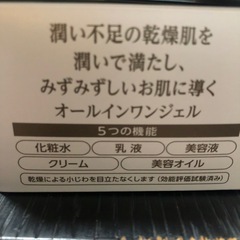 潤い不足の乾燥肌を
潤いで満たし、
みずみずしいお肌に導く
オールインワンジェル
5つの機能
化粧水 乳液 美容液
クリーム 美容オイル
乾燥による小じわを目立たなくします(効能評価試験済み)